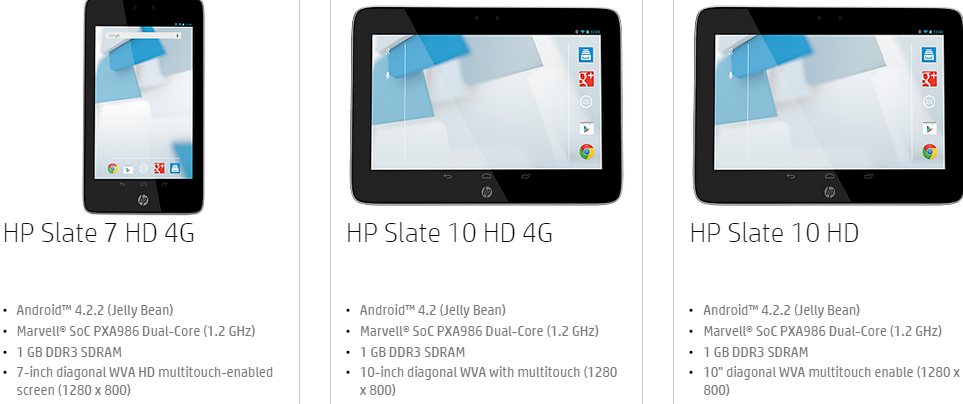 HP Slate 7 HD 4G
• Android™ 4.2.2 (Jelly Bean)
• Marvell® SoC PXA986 Dual-Core (1.2 GHz)
• 1 GB DDR3 SDRAM
• 7-inch diagonal WVA HD multitouch-enabled
screen (1280 x 800)
HP Slate 10 HD 4G
• Android™ 4.2 (Jelly Bean)
• Marvell® SoC PXA986 Dual-Core (1.2 GHz)
• 1 GB DDR3 SDRAM
• 10-inch diagonal WVA with multitouch (1280
x 800)
HP Slate 10 HD
• Android™ 4.2.2 (Jelly Bean)
• Marvell® SoC PXA986 Dual-Core (1.2 GHz)
• 1 GB DDR3 SDRAM
• 10" diagonal WVA multitouch enable (1280 x
800)